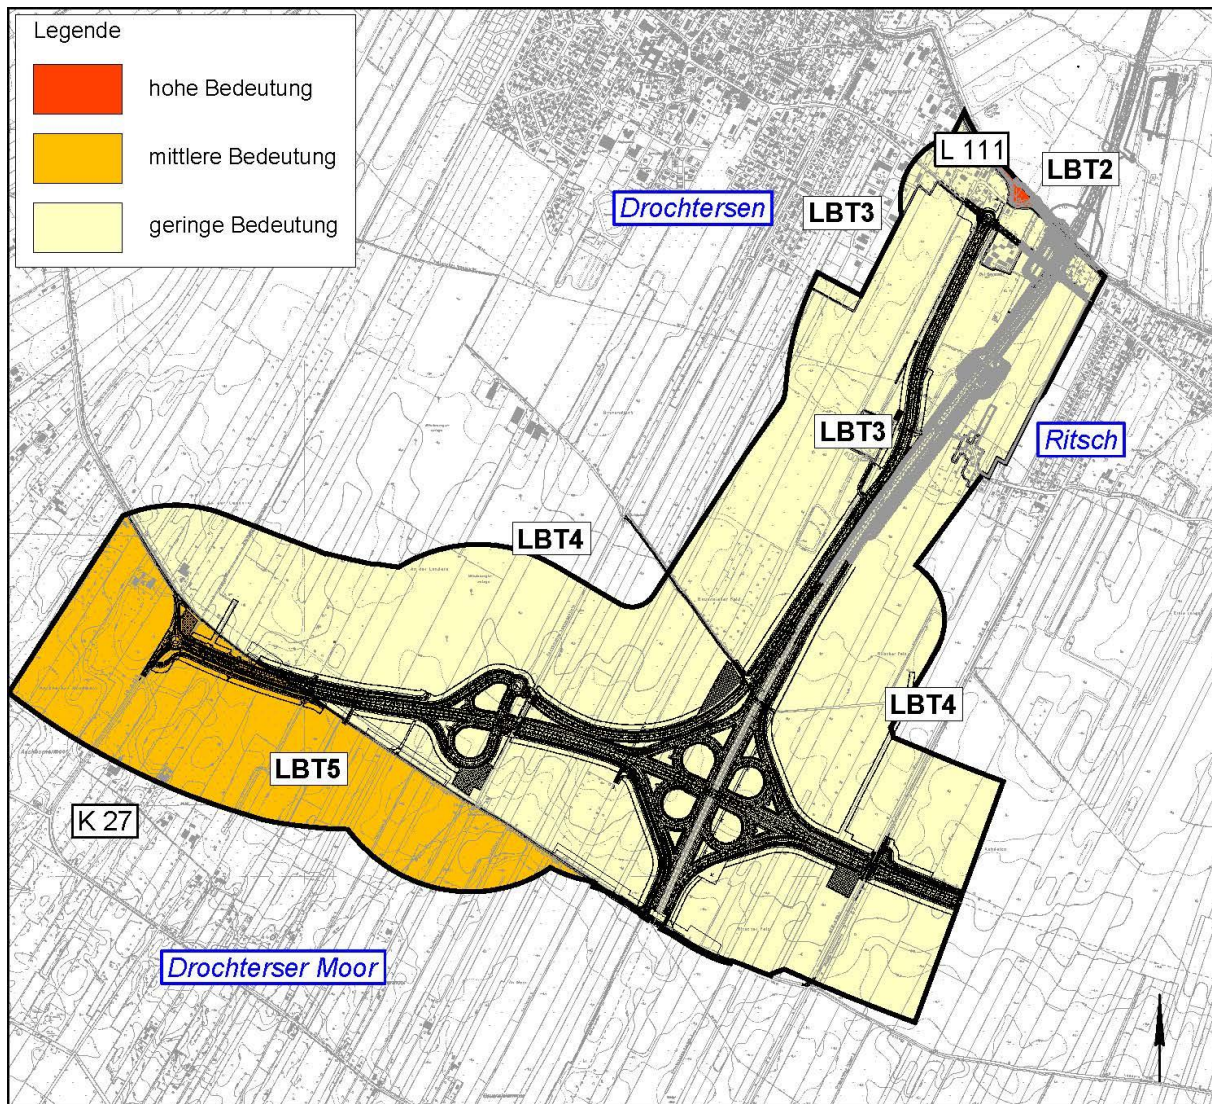 Legende
hohe Bedeutung
mittlere Bedeutung
geringe Bedeutung
L 111
LBT2
Drochtersen
LBT3
LBT3
Ritsch
LBT4
LBT4
LBT5
K 27
Drochterser Moor